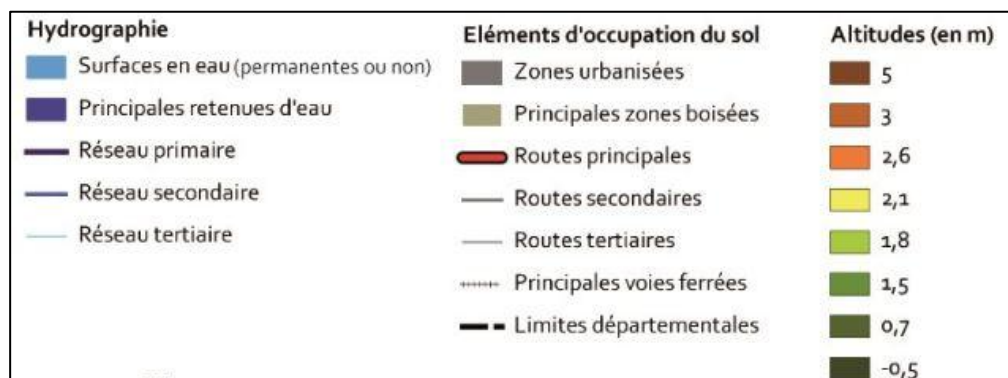 Hydrographie
Surfaces en eau (permanentes ou non)
Principales retenues d'eau
Réseau primaire
Réseau secondaire
Réseau tertiaire
Eléments d'occupation du sol
Zones urbanisées
Principales zones boisées
Routes principales
Routes secondaires
Routes tertiaires
Principales voies ferrées
Limites départementales
Altitudes (en m)
5
3
2,6
2,1
1,8
1,5
0,7
-0,5